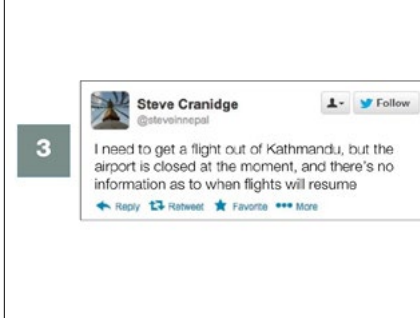 Steve Cranidge
Follow
@steveinnepal
3
I need to get a flight out of Kathmandu, but the
airport is closed at the moment, and there's no
information as to when flights will resume
Reply Retweet Favorite More